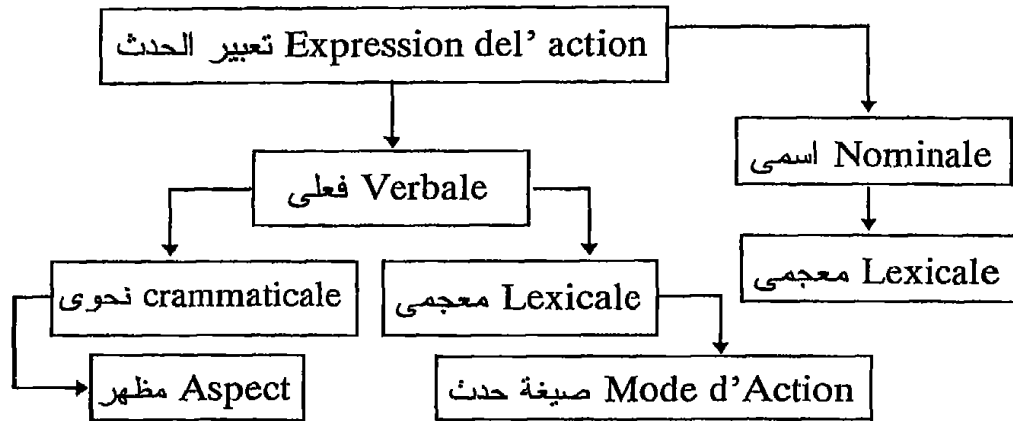 تعبير الحدث Expression del' action
اسمى Nominale
فعلى Verbale
معجمى Lexicale
نحوى crammaticale
معجمى Lexicale
مظهر Aspect
صيغة حدث Mode d'Action